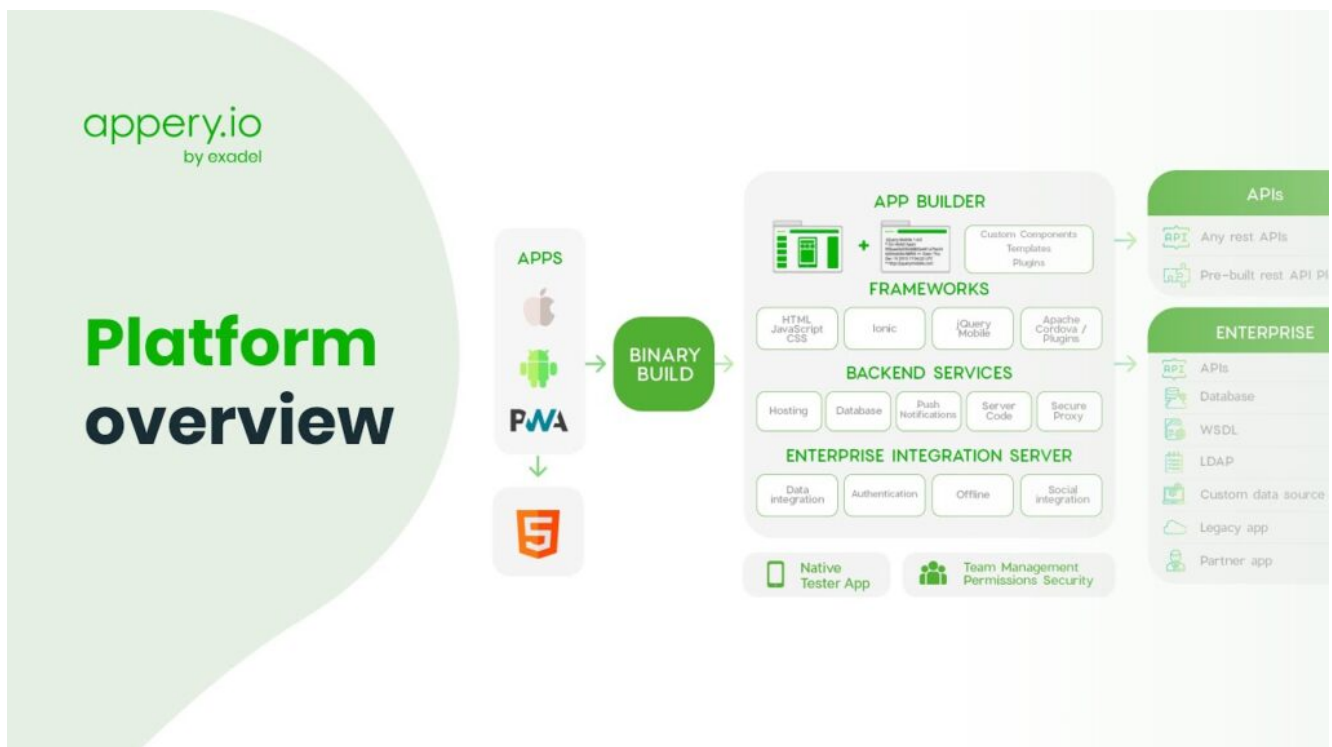 appery.io
by exadel
Platform
overview
APPS
PWA
BINARY
BUILD
APP BUILDER
+
Custom Components
Templates
Plugins
FRAMEWORKS
HTML
JavaScript
CSS
Ionic
jQuery
Mobile
Apache
Cordova /
Plugins
BACKEND SERVICES
Hosting
Database
Push
Notifications
Server
Code
Secure
Proxy
ENTERPRISE INTEGRATION SERVER
Data
integration
Authentication
Offline
Social
integration
Native
Tester App
Team Management
Permissions Security
APIs
API
Any rest APIs
Pre-built rest API Pl
ENTERPRISE
API
APIs
Database
WSDL
LDAP
Custom data source
Legacy app
Partner app